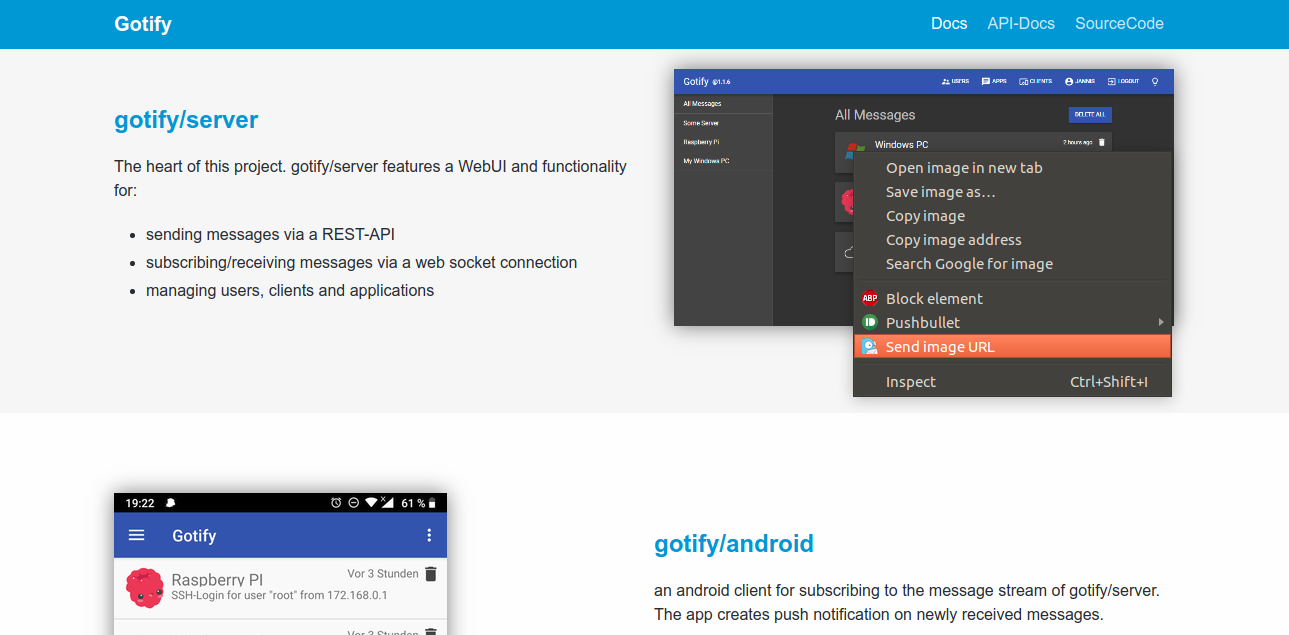 Gotify
Docs API-Docs SourceCode
gotify/server
The heart of this project. gotify/server features a WebUI and functionality
for:
sending messages via a REST-API
subscribing/receiving messages via a web socket connection
managing users, clients and applications
Gotify @1.1.6
USERS APPS CLIENTS JANNIS LOGOUT
All Messages
Some Server
Raspberry Pi
My Windows PC
All Messages
DELETE ALL
Windows PC
2 hours ago
Open image in new tab
Save image as…
Copy image
Copy image address
Search Google for image
ABP Block element
Pushbullet
Send image URL
Inspect Ctrl+Shift+I
19:22 61 %
Gotify
Raspberry PI Vor 3 Stunden
SSH-Login for user "root" from 172.168.0.1
Vor 3 Stunden
gotify/android
an android client for subscribing to the message stream of gotify/server.
The app creates push notification on newly received messages.